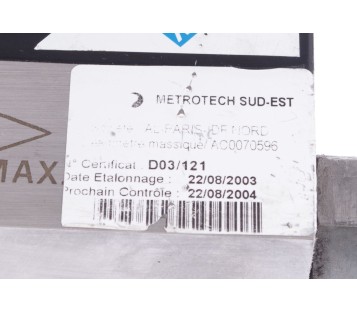 METROTECH SUD-EST
AL PARIS IDF NORD
massique/ AC0070596
Certificat D03/121
Date Etalonnage : 22/08/2003
Prochain Contrôle : 22/08/2004
MAX